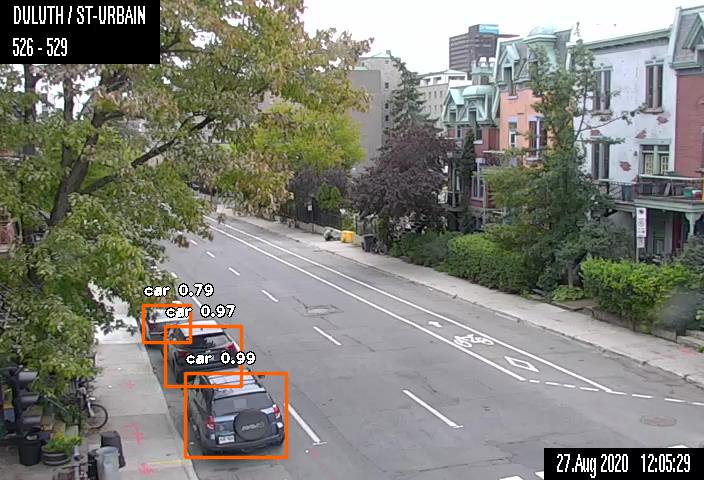 DULUTH / ST-URBAIN
526 - 529
car 0.79
car 0.97
car 0.99
27.Aug 2020 12:05:29